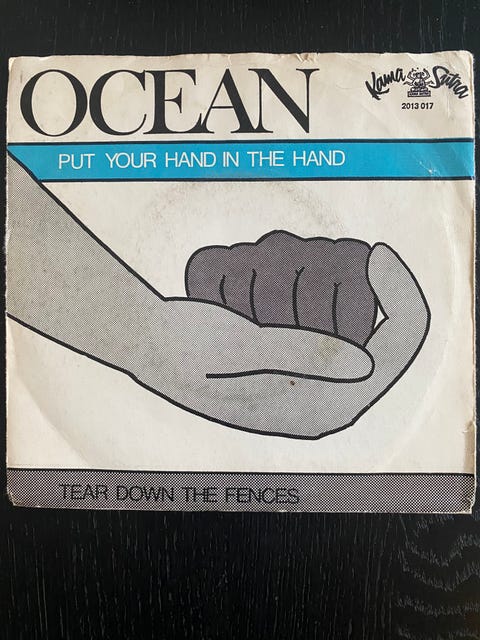 OCEAN
Kama Sutra
2013 017
PUT YOUR HAND IN THE HAND
TEAR DOWN THE FENCES